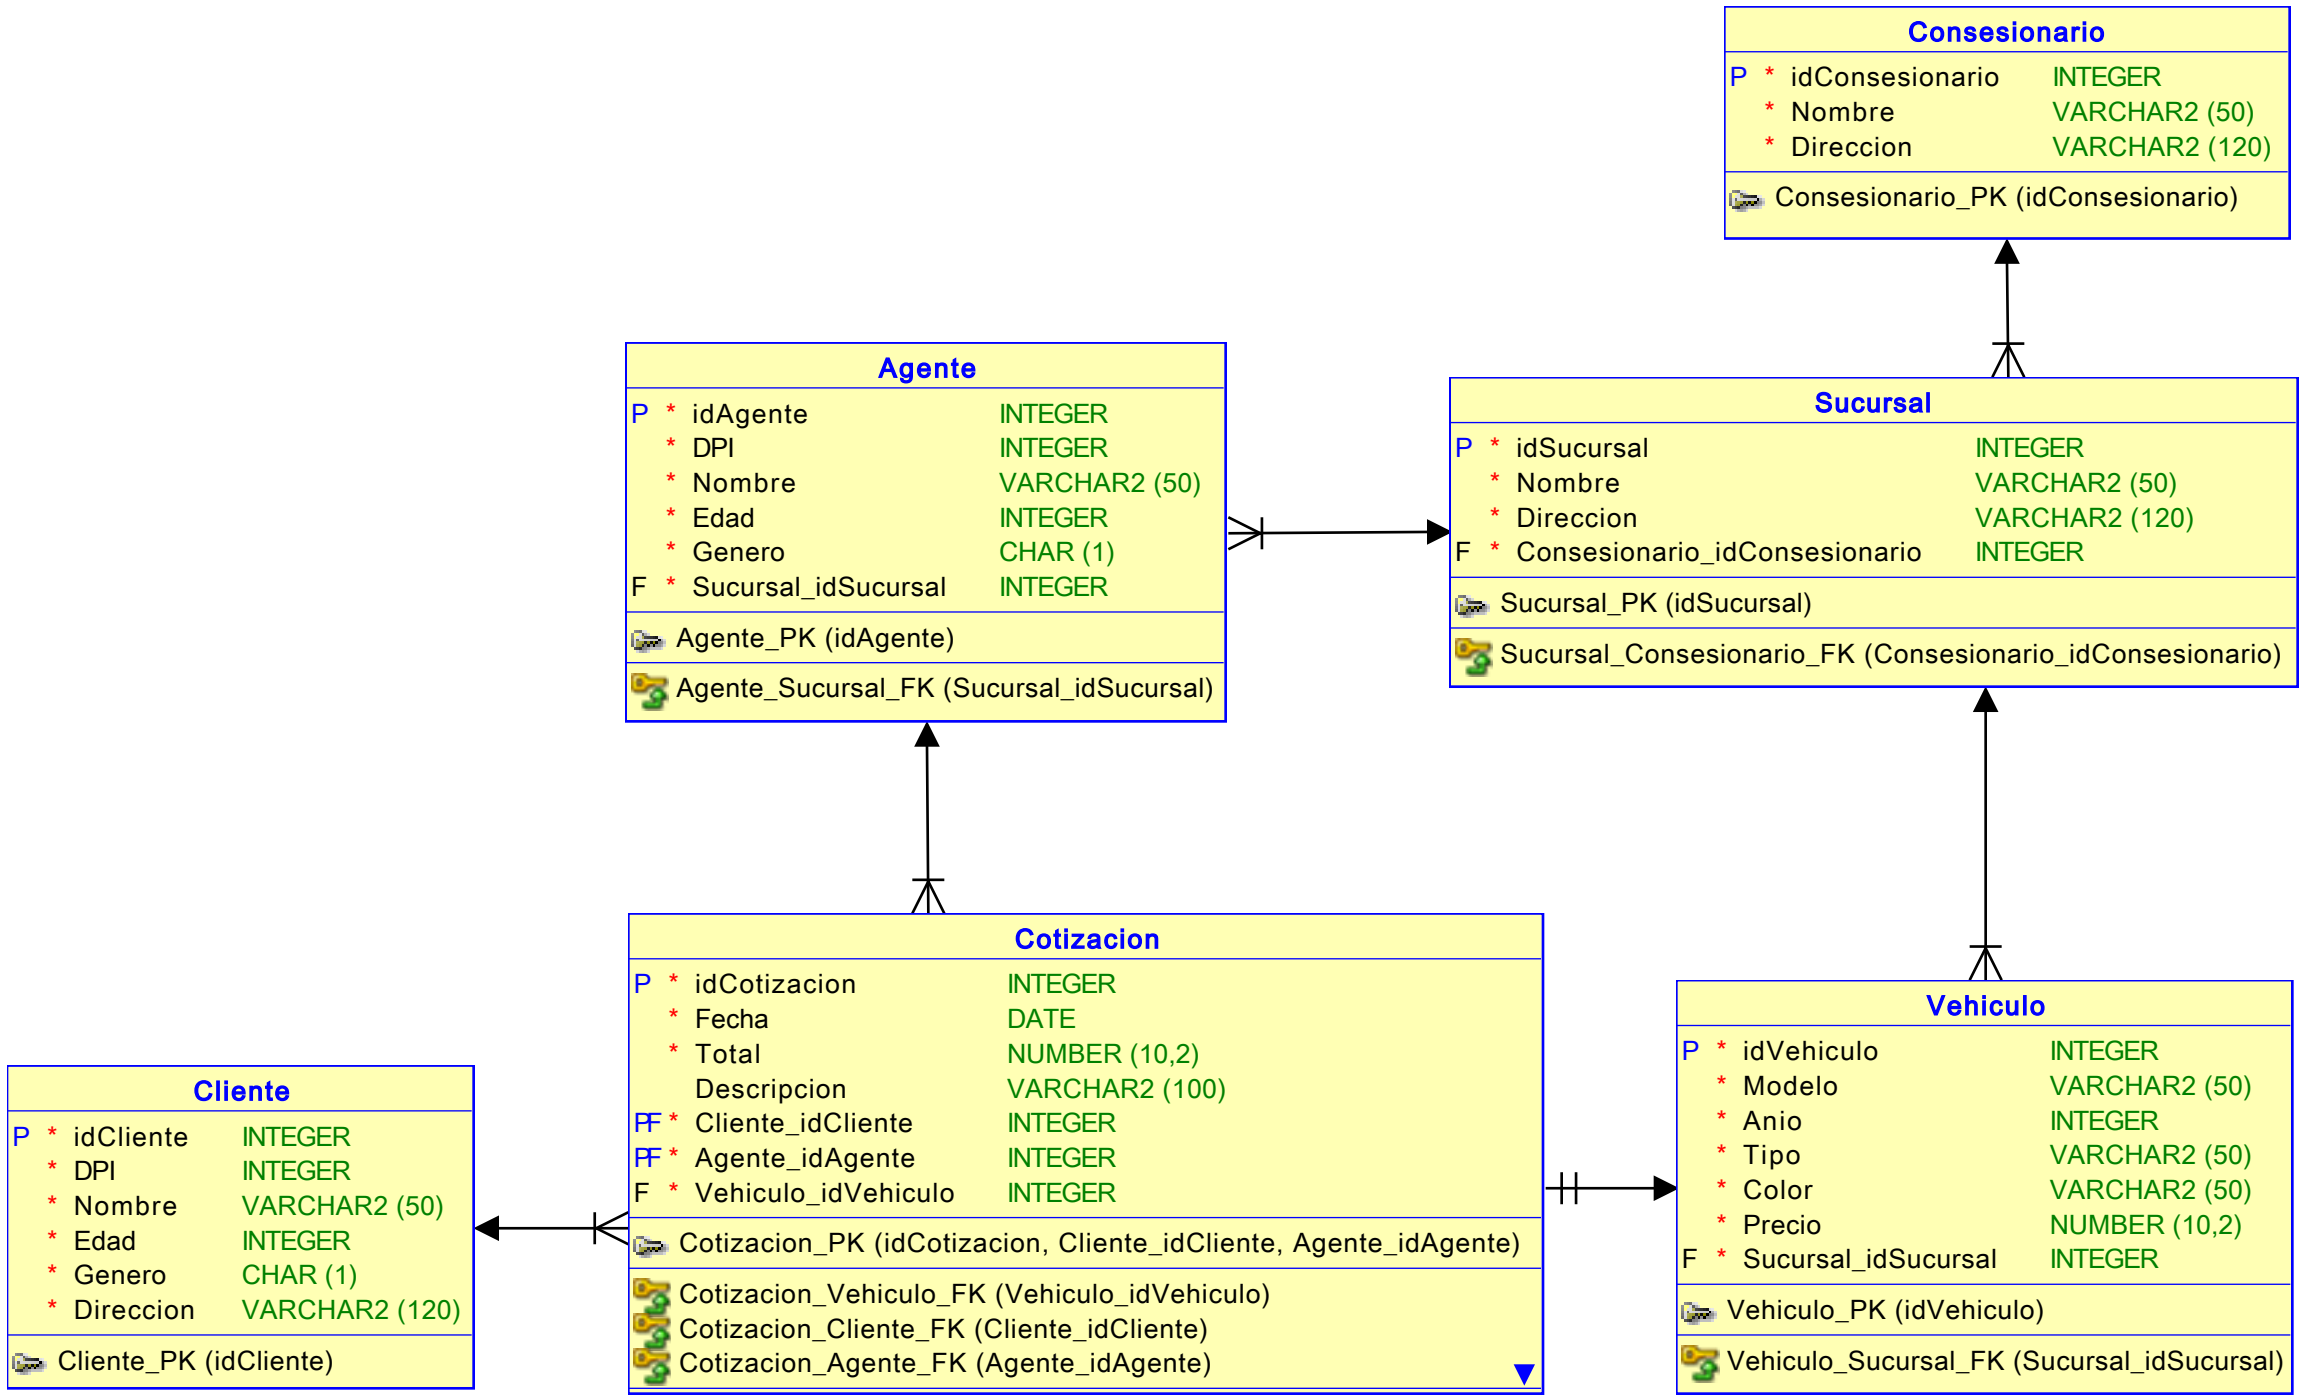 Consesionario
P * idConsesionario INTEGER
* Nombre VARCHAR2 (50)
* Direccion VARCHAR2 (120)
Consesionario_PK (idConsesionario)
Agente
P * idAgente INTEGER
* DPI INTEGER
* Nombre VARCHAR2 (50)
* Edad INTEGER
* Genero CHAR (1)
F * Sucursal_idSucursal INTEGER
Agente_PK (idAgente)
Agente_Sucursal_FK (Sucursal_idSucursal)
Sucursal
P * idSucursal INTEGER
* Nombre VARCHAR2 (50)
* Direccion VARCHAR2 (120)
F * Consesionario_idConsesionario INTEGER
Sucursal_PK (idSucursal)
Sucursal_Consesionario_FK (Consesionario_idConsesionario)
Cliente
P * idCliente INTEGER
* DPI INTEGER
* Nombre VARCHAR2 (50)
* Edad INTEGER
* Genero CHAR (1)
* Direccion VARCHAR2 (120)
Cliente_PK (idCliente)
Cotizacion
P * idCotizacion INTEGER
* Fecha DATE
* Total NUMBER (10,2)
Descripcion VARCHAR2 (100)
PF * Cliente_idCliente INTEGER
PF * Agente_idAgente INTEGER
F * Vehiculo_idVehiculo INTEGER
Cotizacion_PK (idCotizacion, Cliente_idCliente, Agente_idAgente)
Cotizacion_Vehiculo_FK (Vehiculo_idVehiculo)
Cotizacion_Cliente_FK (Cliente_idCliente)
Cotizacion_Agente_FK (Agente_idAgente)
Vehiculo
P * idVehiculo INTEGER
* Modelo VARCHAR2 (50)
* Anio INTEGER
* Tipo VARCHAR2 (50)
* Color VARCHAR2 (50)
* Precio NUMBER (10,2)
F * Sucursal_idSucursal INTEGER
Vehiculo_PK (idVehiculo)
Vehiculo_Sucursal_FK (Sucursal_idSucursal)